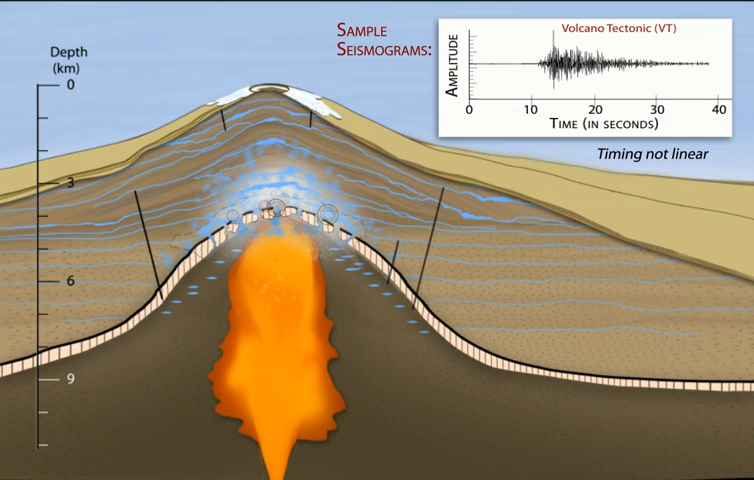 SAMPLE
SEISMOGRAMS:
Volcano Tectonic (VT)
AMPLITUDE
0 10 20 30 40
TIME (IN SECONDS)
Timing not linear
Depth
(km)
0
3
6
9